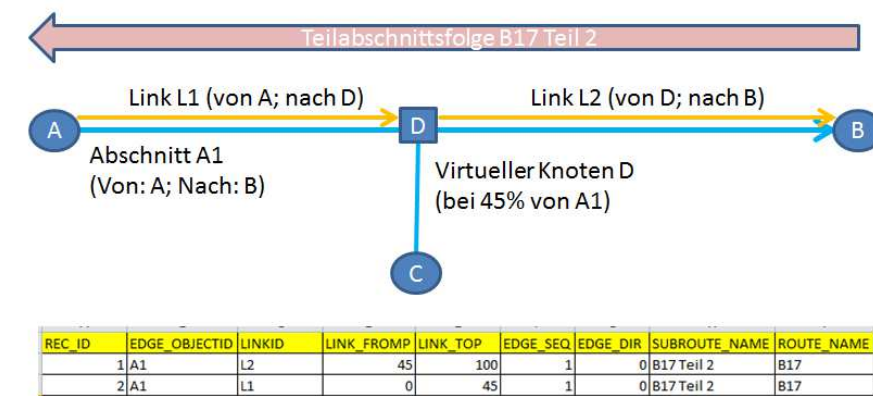 Teilabschnittsfolge B17 Teil 2
Link L1 (von A; nach D)
Link L2 (von D; nach B)
A
D
B
Abschnitt A1
(Von: A; Nach: B)
Virtueller Knoten D
(bei 45% von A1)
C
REC_ID EDGE_OBJECTID LINKID LINK_FROMP LINK_TOP EDGE_SEQ EDGE_DIR SUBROUTE_NAME ROUTE_NAME
1 A1 L2 45 100 1 0 B17 Teil 2 B17
2 A1 L1 0 45 1 0 B17 Teil 2 B17